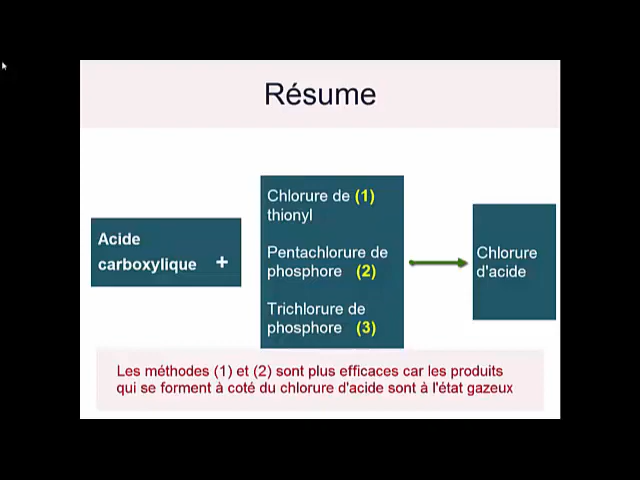 Résume
Acide
carboxylique +
Chlorure de (1)
thionyl
Pentachlorure de
phosphore (2)
Trichlorure de
phosphore (3)
Chlorure
d'acide
Les méthodes (1) et (2) sont plus efficaces car les produits
qui se forment à coté du chlorure d'acide sont à l'état gazeux